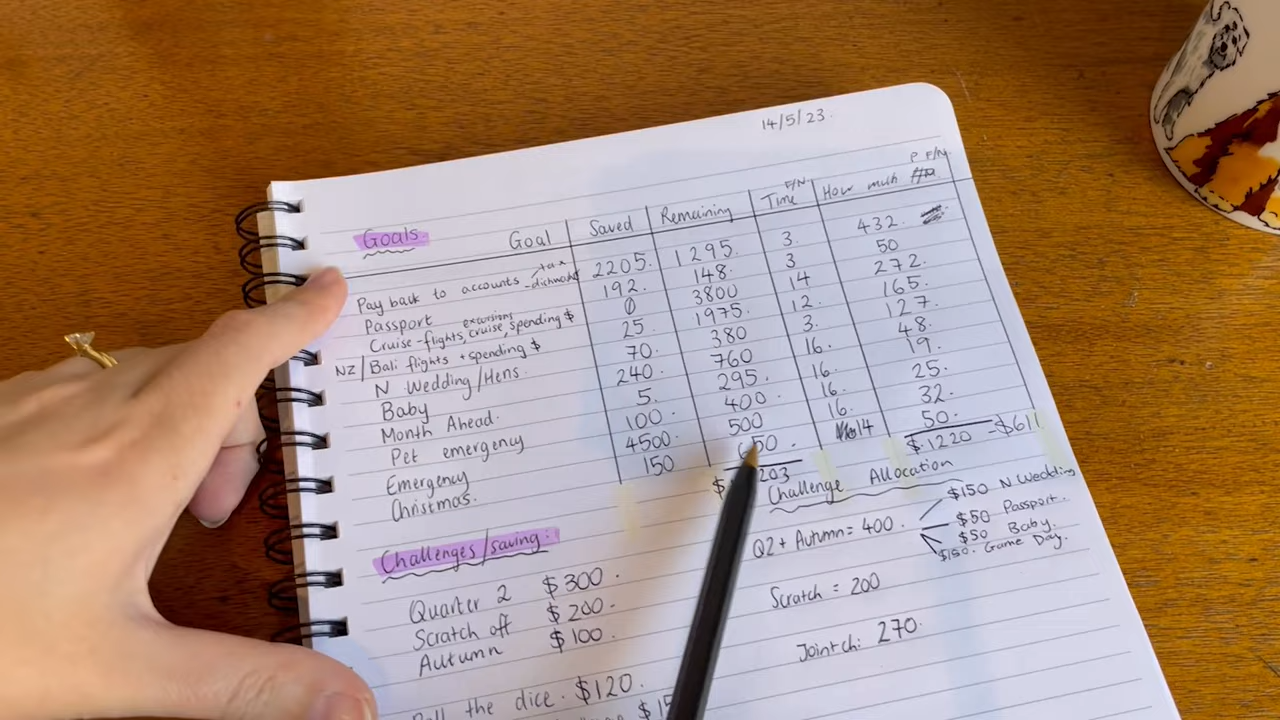 14/5/23.
Goals. Goal Saved Remaining Time F/N How much P F/N
Pay back to accounts - tax 2205. 1295. 3. 432.
Passport 192. 148. 3 50
Cruise - flights, cruise, excursions spending $ 0 3800 14 272.
NZ/Bali flights + spending $ 25. 1975. 12. 165.
N Wedding/Hens. 70. 380 3. 127.
Baby 240. 760 16. 48.
Month Ahead. 5. 295. 16. 19.
Pet emergency 100. 400. 16. 25.
Emergency 4500. 500 16. 32.
Christmas. 150 650. 14 50.
$ 203 $1220 - $611
Challenge Allocation
Challenges/saving:
Q2 + Autumn = 400. $150 N Wedding
$50 Passport.
$50 Baby.
$150. Game Day.
Quarter 2 $300.
Scratch off $200.
Autumn $100.
Scratch = 200
Joint ch: 270.
the dice. $120.